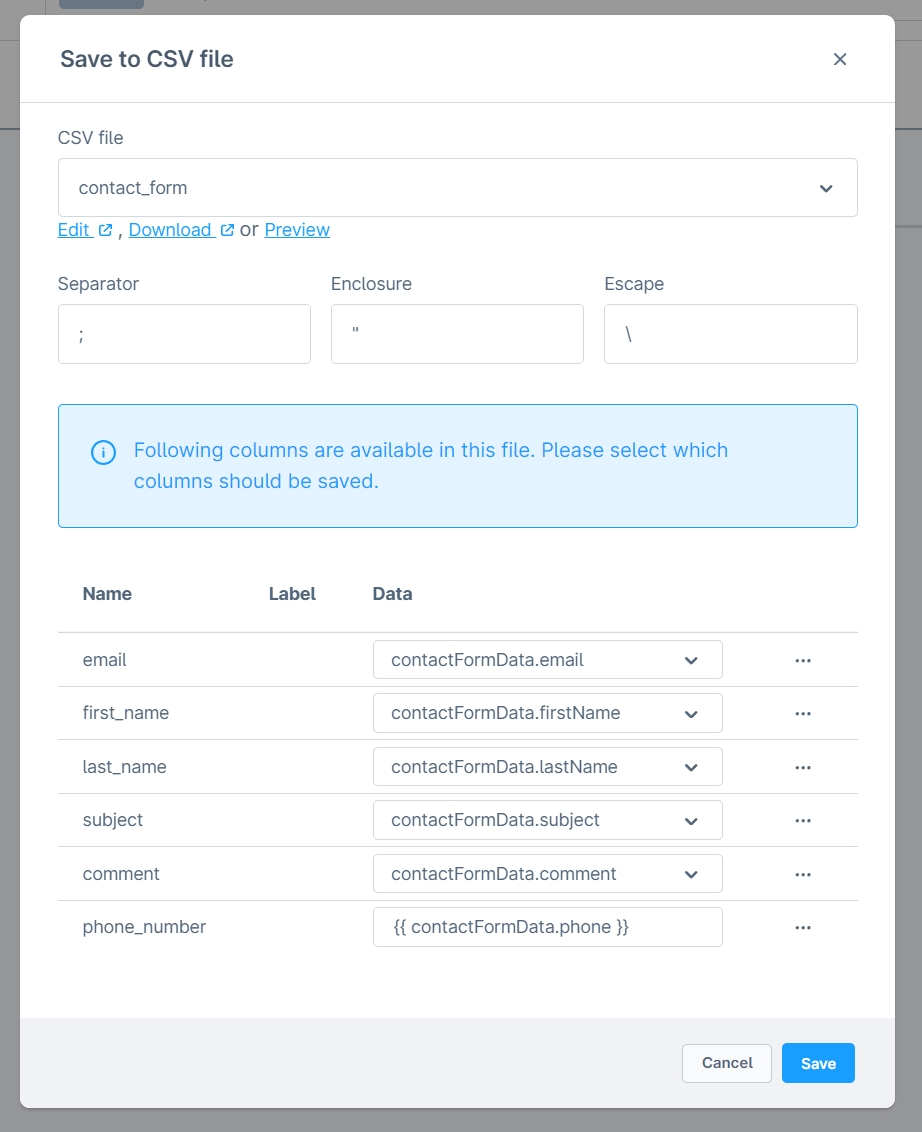 Save to CSV file
CSV file
contact_form
Edit , Download or Preview
Separator Enclosure Escape
; " \
Following columns are available in this file. Please select which
columns should be saved.
Name Label Data
email contactFormData.email
first_name contactFormData.firstName
last_name contactFormData.lastName
subject contactFormData.subject
comment contactFormData.comment
phone_number {{ contactFormData.phone }}
Cancel Save